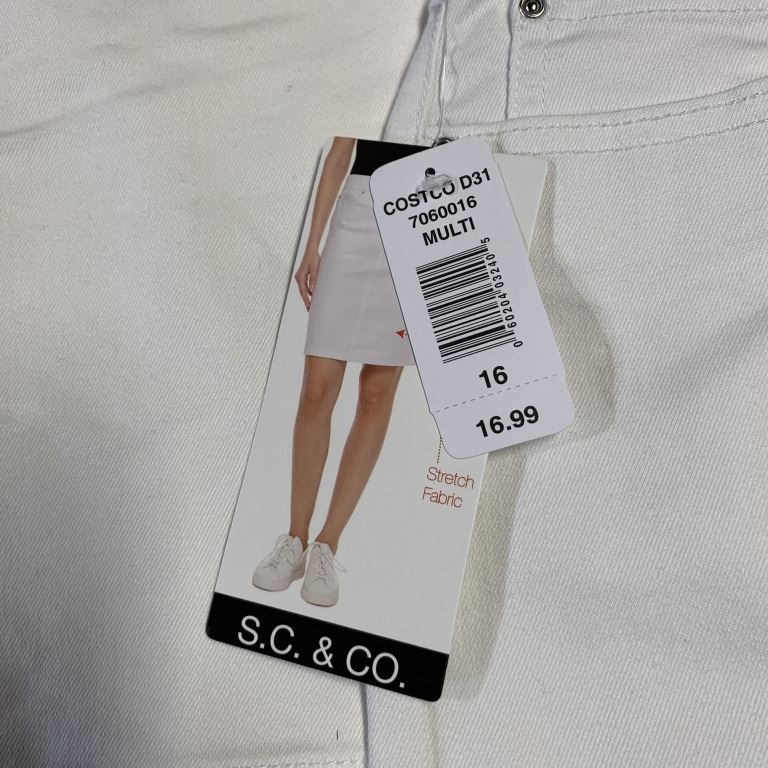 COSTCO D31
7060016
MULTI
0 60204 03240 5
16
16.99
Stretch
Fabric
S.C. & CO.